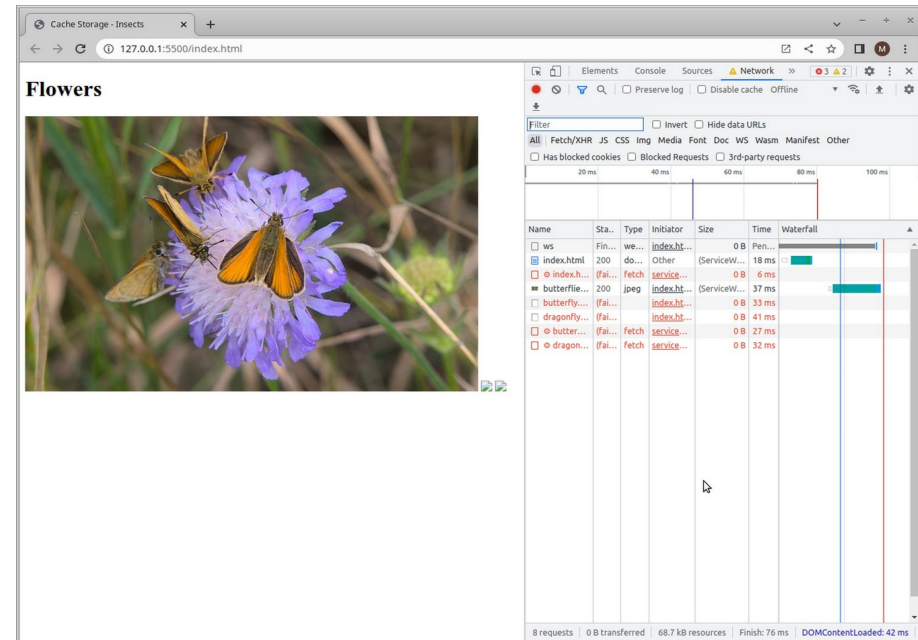 Cache Storage - Insects
127.0.0.1:5500/index.html
M
Flowers
Elements Console Sources Network » 3 2
Preserve log Disable cache Offline
Filter Invert Hide data URLs
All Fetch/XHR JS CSS Img Media Font Doc WS Wasm Manifest Other
Has blocked cookies Blocked Requests 3rd-party requests
20 ms 40 ms 60 ms 80 ms 100 ms
Name Sta.. Type Initiator Size Time Waterfall
ws Fin... we... index.ht... 0 B Pen...
index.html 200 do... Other (ServiceW... 18 ms
index.h... (fai... fetch service... 0 B 6 ms
butterflie... 200 jpeg index.ht... (ServiceW... 37 ms
butterfly.... (fai... index.ht... 0 B 33 ms
dragonfly... (fai... index.ht... 0 B 41 ms
butter... (fai... fetch service... 0 B 27 ms
dragon... (fai... fetch service... 0 B 32 ms
8 requests 0 B transferred 68.7 kB resources Finish: 76 ms DOMContentLoaded: 42 ms